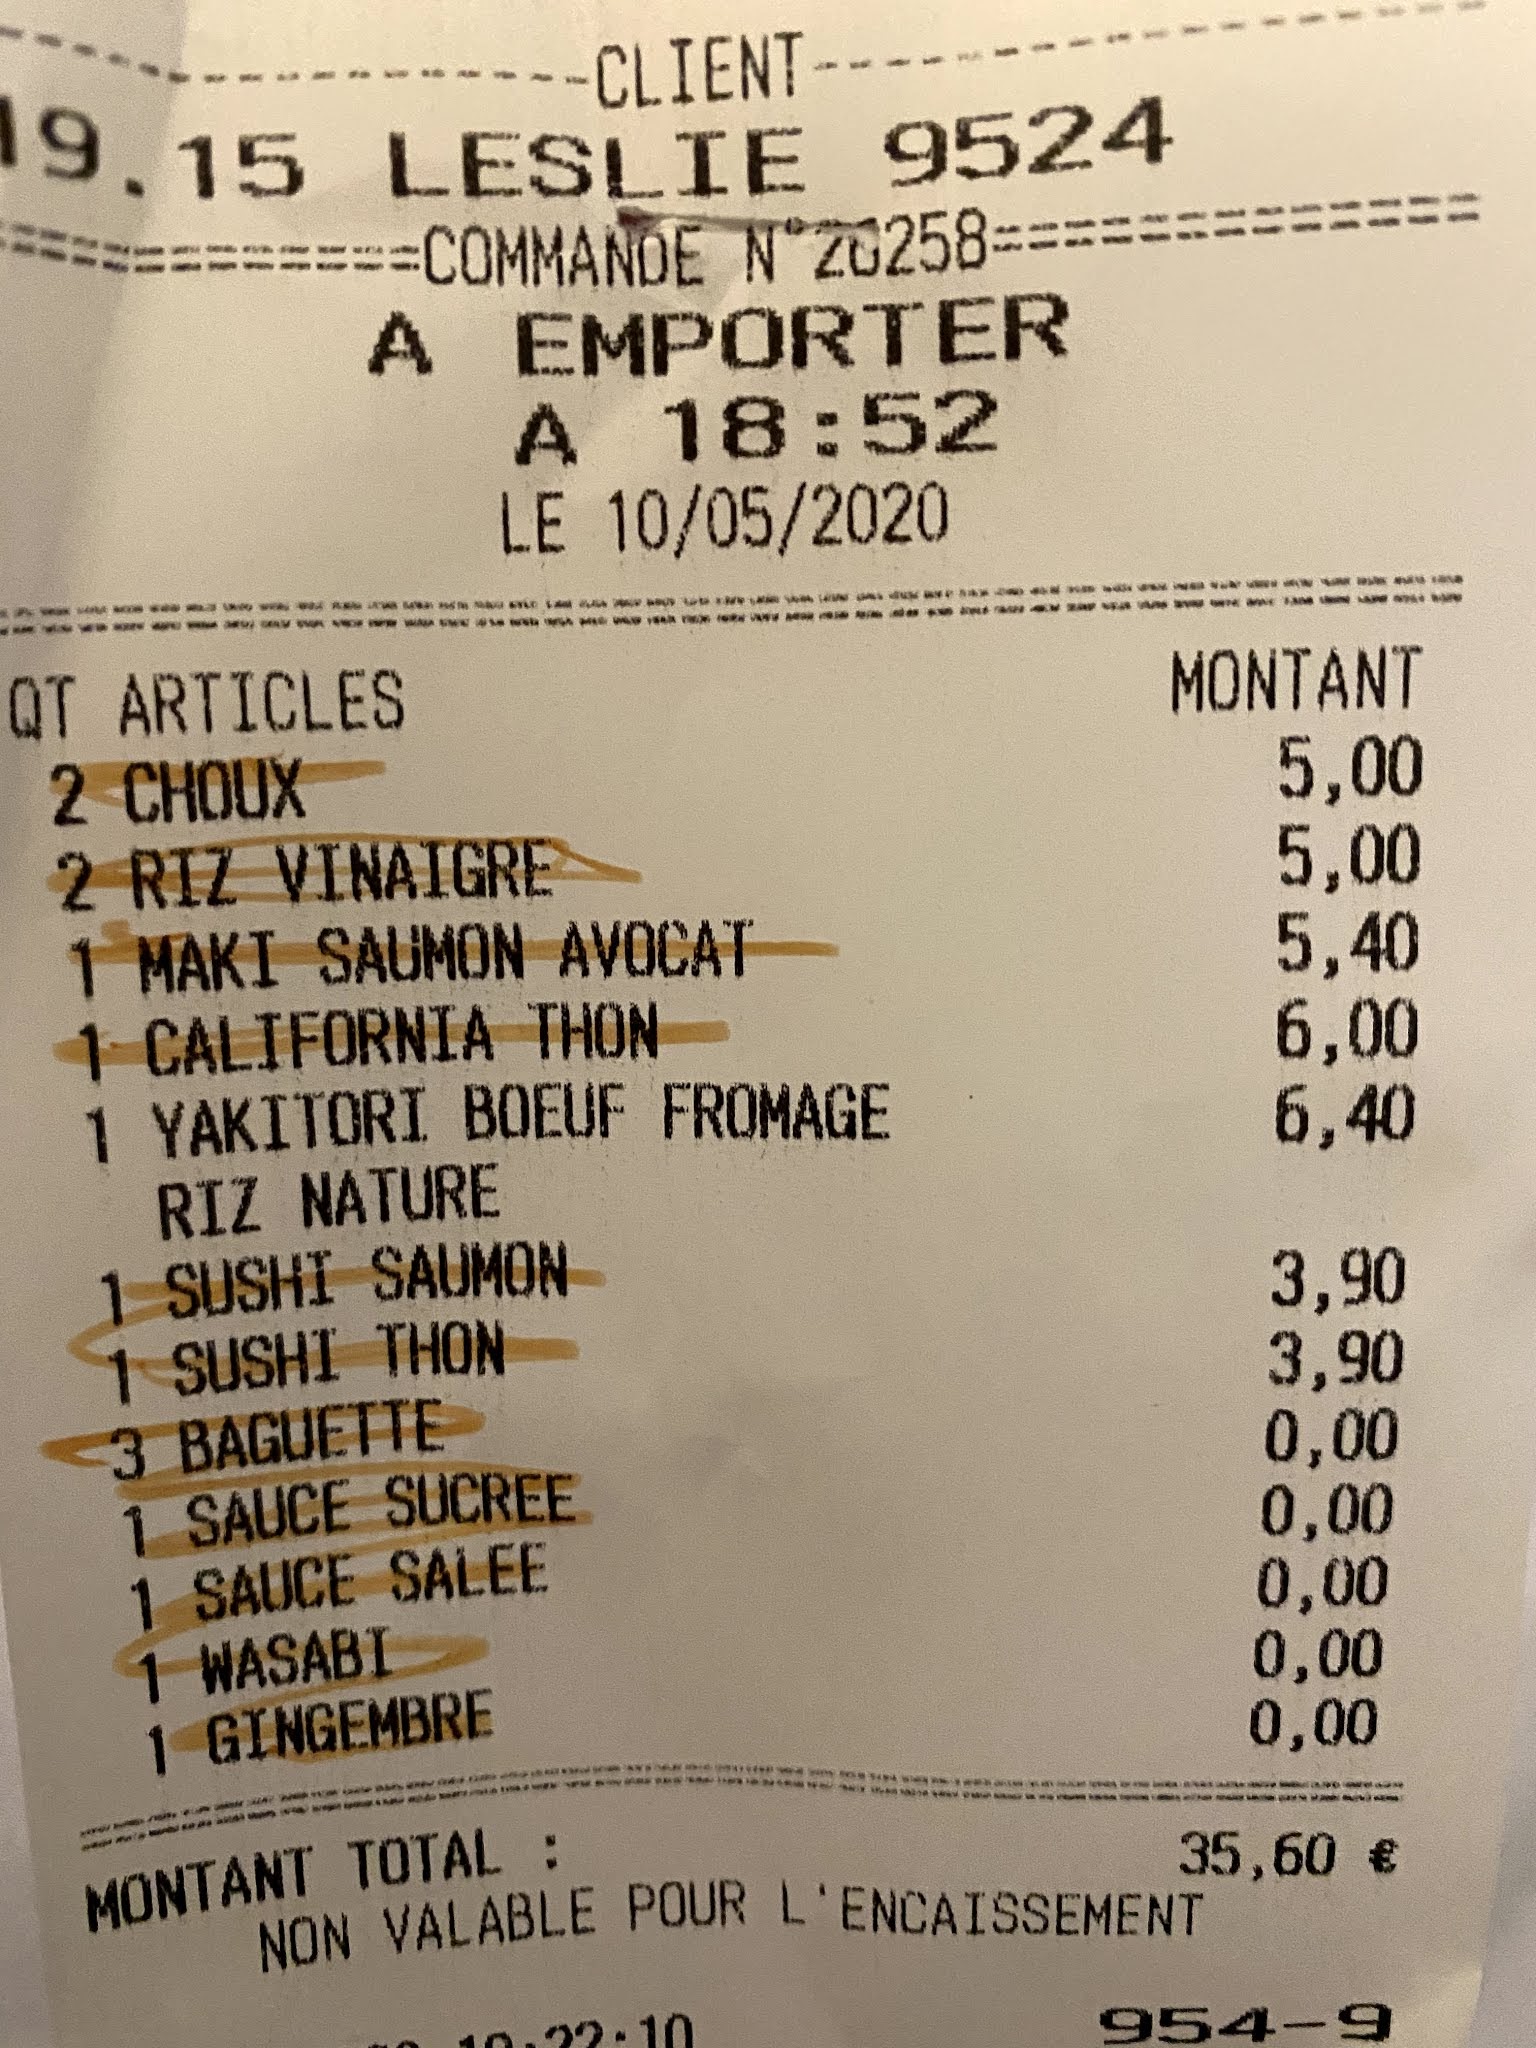 CLIENT
19.15 LESLIE 9524
COMMANDE N°20258
A EMPORTER
A 18:52
LE 10/05/2020
QT ARTICLES MONTANT
2 CHOUX 5,00
2 RIZ VINAIGRE 5,00
1 MAKI SAUMON AVOCAT 5,40
1 CALIFORNIA THON 6,00
1 YAKITORI BOEUF FROMAGE 6,40
RIZ NATURE
1 SUSHI SAUMON 3,90
1 SUSHI THON 3,90
3 BAGUETTE 0,00
1 SAUCE SUCREE 0,00
1 SAUCE SALEE 0,00
1 WASABI 0,00
1 GINGEMBRE 0,00
MONTANT TOTAL : 35,60 €
NON VALABLE POUR L'ENCAISSEMENT
954-9